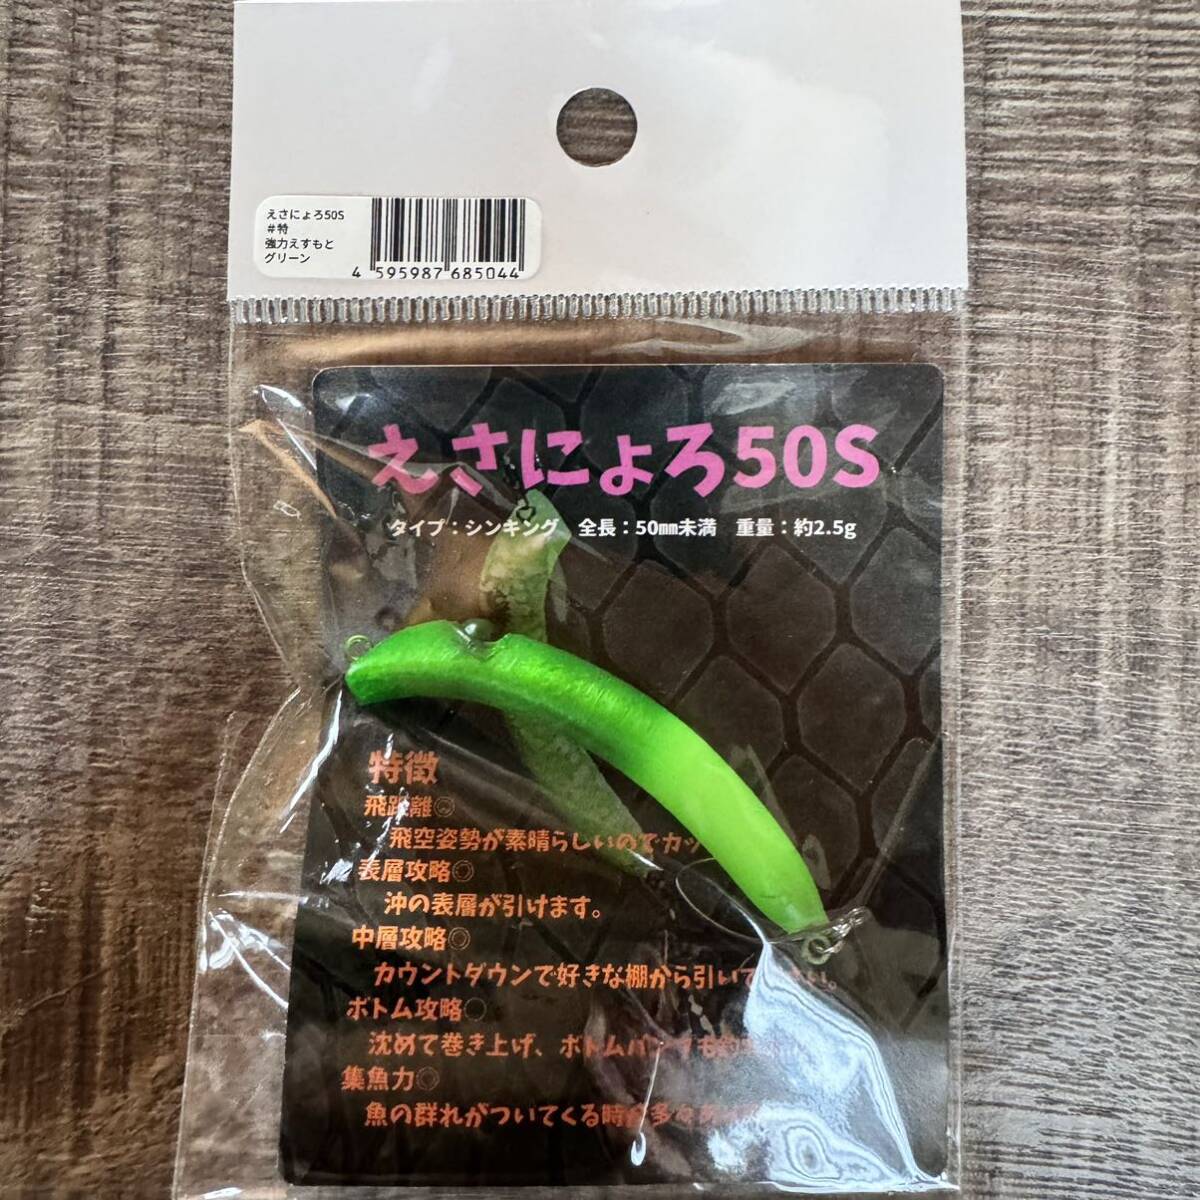 えさにょろ50S
#特
強力えすもと
グリーン
4 595987 685044
えさにょろ50S
タイプ：シンキング 全長：50㎜未満 重量：約2.5g
特徴
飛距離◎
飛空姿勢が素晴らしいのでカッ
表層攻略◎
沖の表層が引けます。
中層攻略◎
カウントダウンで好きな棚から引いて
ボトム攻略◎
沈めて巻き上げ、ボトム
集魚力◎
魚の群れがついてくる時